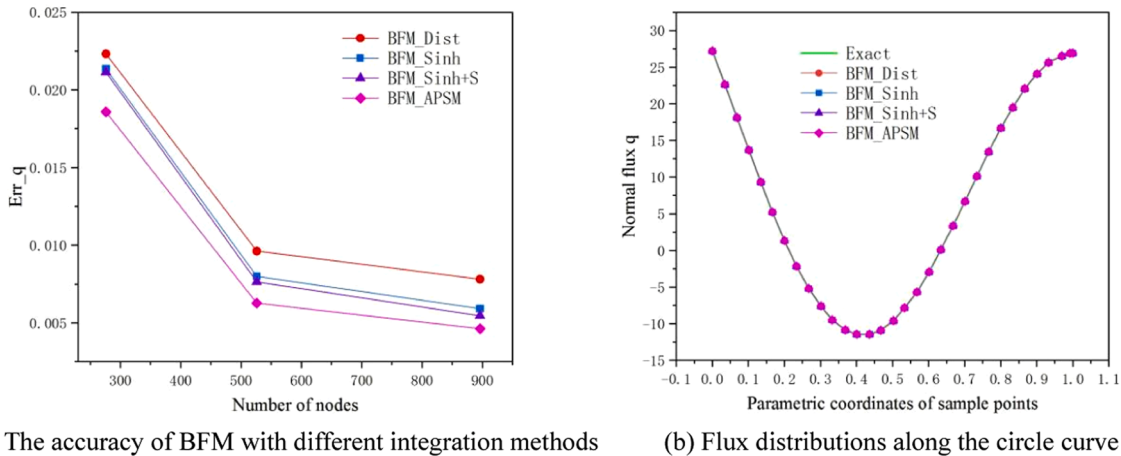 0.025
0.020
0.015
0.010
0.005
Err_q
BFM_Dist
BFM_Sinh
BFM_Sinh+S
BFM_APSM
300 400 500 600 700 800 900
Number of nodes
The accuracy of BFM with different integration methods
30
25
20
15
10
5
0
-5
-10
-15
Normal flux q
Exact
BFM_Dist
BFM_Sinh
BFM_Sinh+S
BFM_APSM
-0.1 0.0 0.1 0.2 0.3 0.4 0.5 0.6 0.7 0.8 0.9 1.0 1.1
Parametric coordinates of sample points
(b) Flux distributions along the circle curve